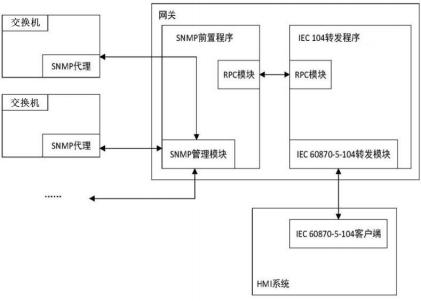 网关
交换机
SNMP代理
SNMP前置程序
IEC 104转发程序
RPC模块
RPC模块
交换机
SNMP代理
SNMP管理模块
IEC 60870-5-104转发模块
......
IEC 60870-5-104客户端
HMI系统